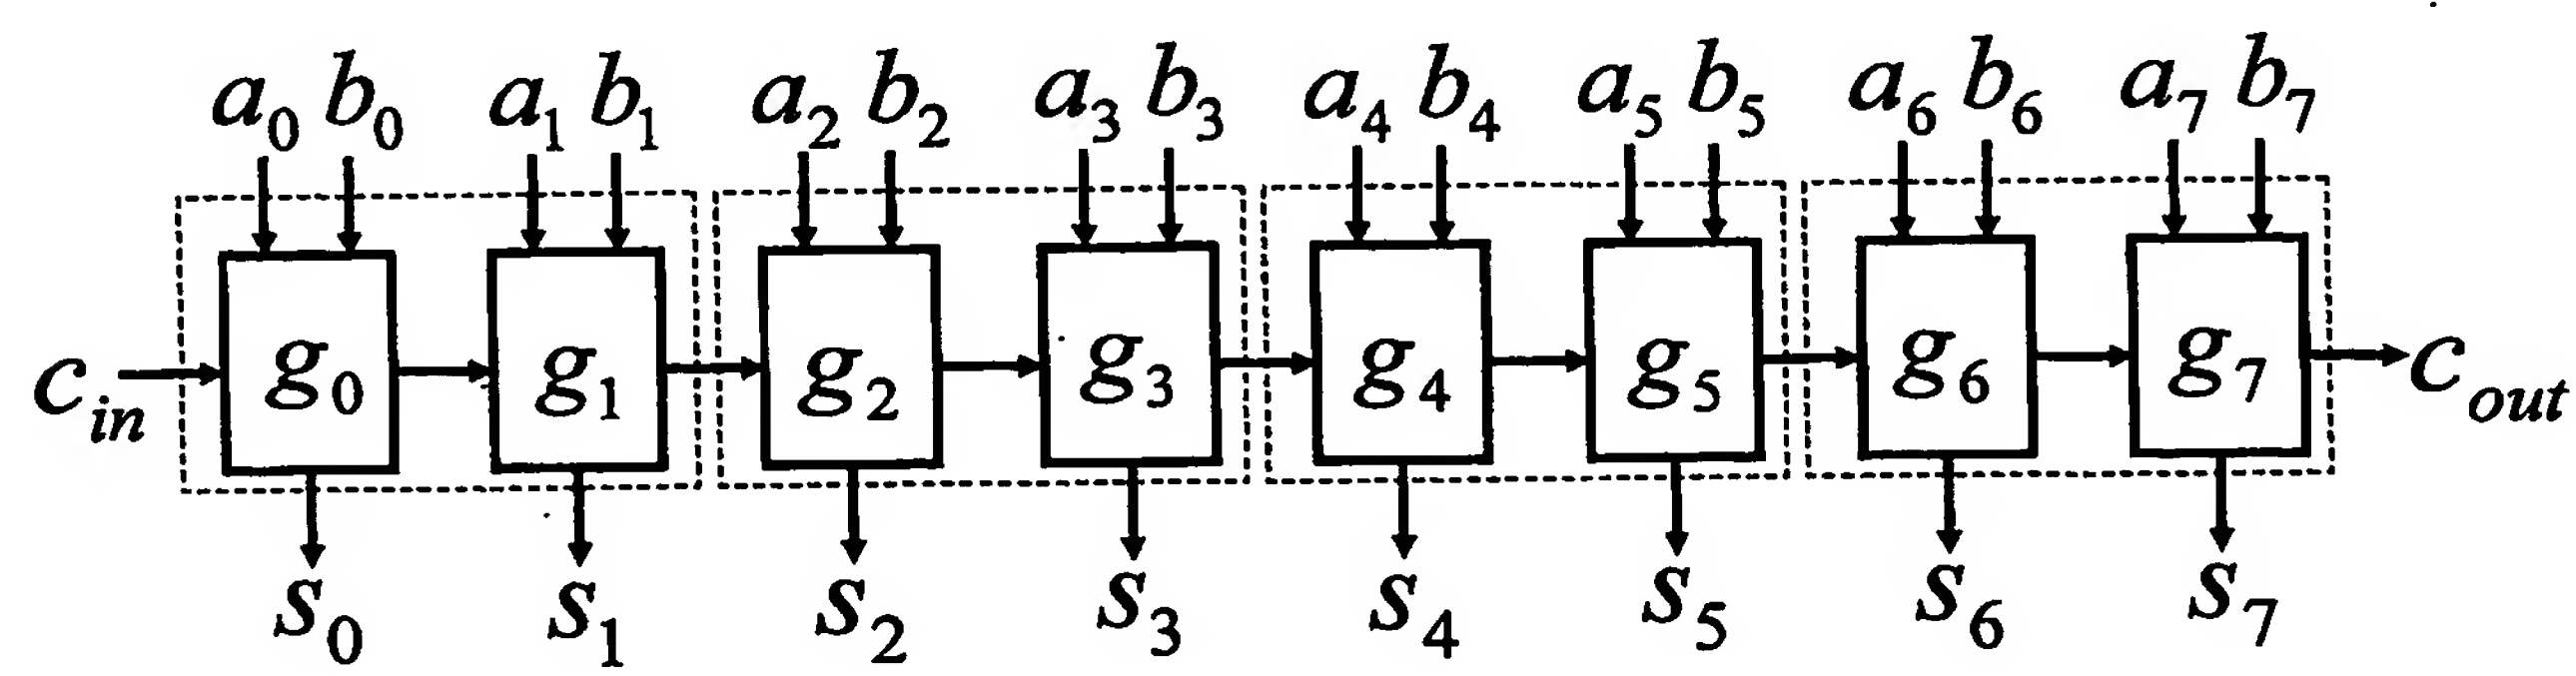 a0 b0 a1 b1 a2 b2 a3 b3 a4 b4 a5 b5 a6 b6 a7 b7
cin g0 g1 g2 g3 g4 g5 g6 g7 cout
s0 s1 s2 s3 s4 s5 s6 s7